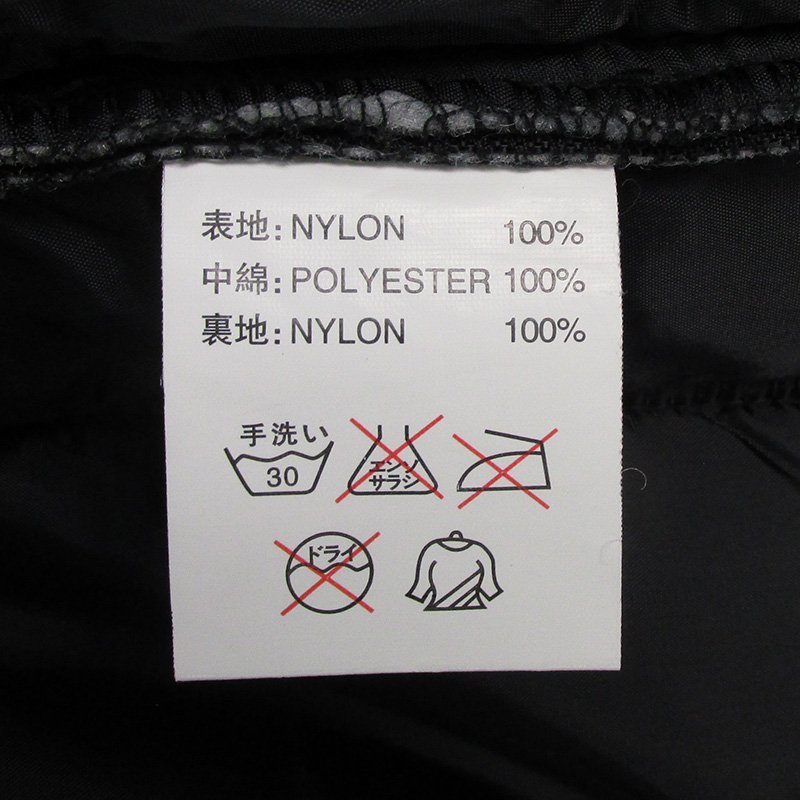 表地: NYLON 100%
中綿: POLYESTER 100%
裏地: NYLON 100%
手洗い
30
エンソ
サラシ
ドライ